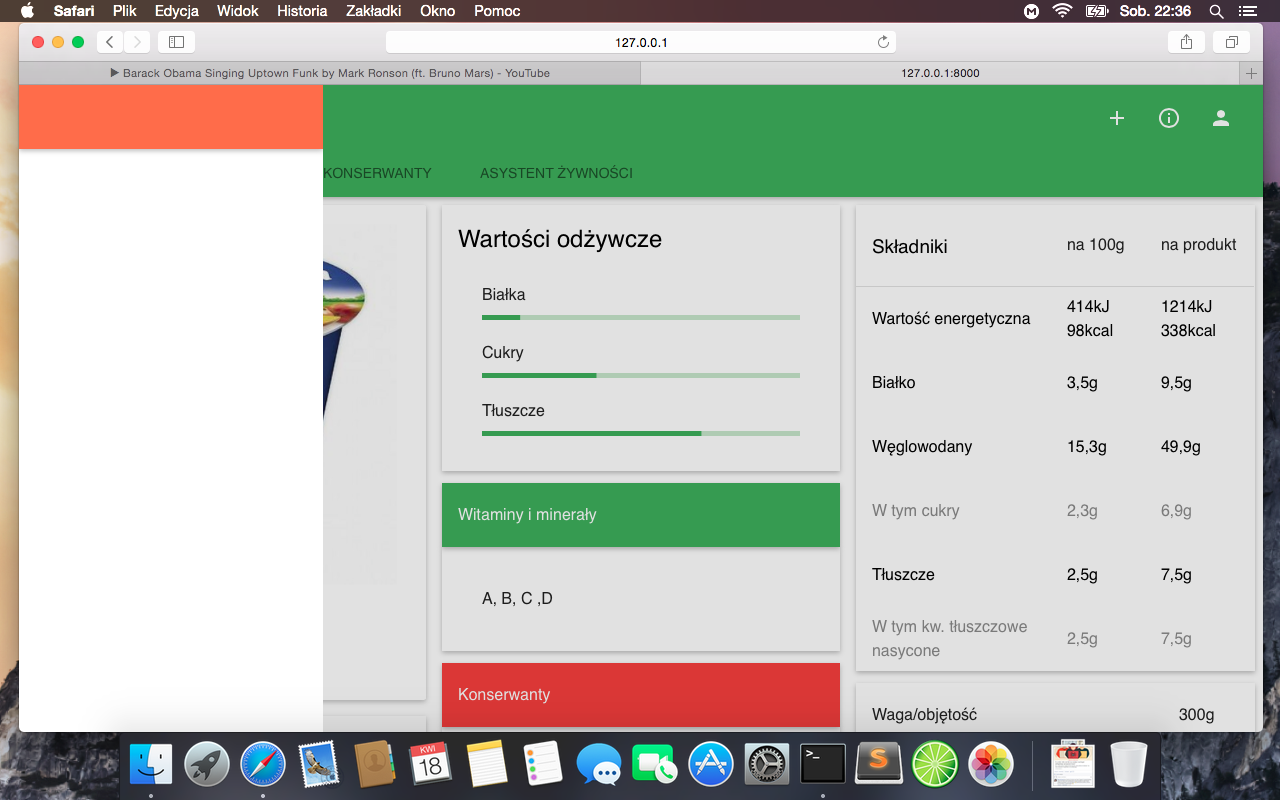 Safari Plik Edycja Widok Historia Zakładki Okno Pomoc Sob. 22:36
127.0.0.1
▶ Barack Obama Singing Uptown Funk by Mark Ronson (ft. Bruno Mars) - YouTube
127.0.0.1:8000
KONSERWANTY
ASYSTENT ŻYWNOŚCI
Wartości odżywcze
Białka
Cukry
Tłuszcze
Witaminy i minerały
A, B, C ,D
Konserwanty
Składniki na 100g na produkt
Wartość energetyczna 414kJ 1214kJ
98kcal 338kcal
Białko 3,5g 9,5g
Węglowodany 15,3g 49,9g
W tym cukry 2,3g 6,9g
Tłuszcze 2,5g 7,5g
W tym kw. tłuszczowe 2,5g 7,5g
nasycone
Waga/objętość 300g
KWI
18